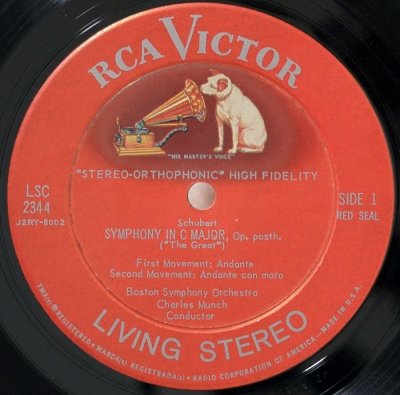 RCA VICTOR
"HIS MASTER'S VOICE"
"STEREO-ORTHOPHONIC" HIGH FIDELITY
LSC
2344
J2RY-8002
SIDE 1
RED SEAL
Schubert
SYMPHONY IN C MAJOR, Op. posth.
("The Great")
First Movement; Andante
Second Movement; Andante con moto
Boston Symphony Orchestra
Charles Munch
Conductor
LIVING STEREO
TMK(s) ® REGISTERED • MARCA(s) REGISTRADA(s) • RADIO CORPORATION OF AMERICA—MADE IN U.S.A.